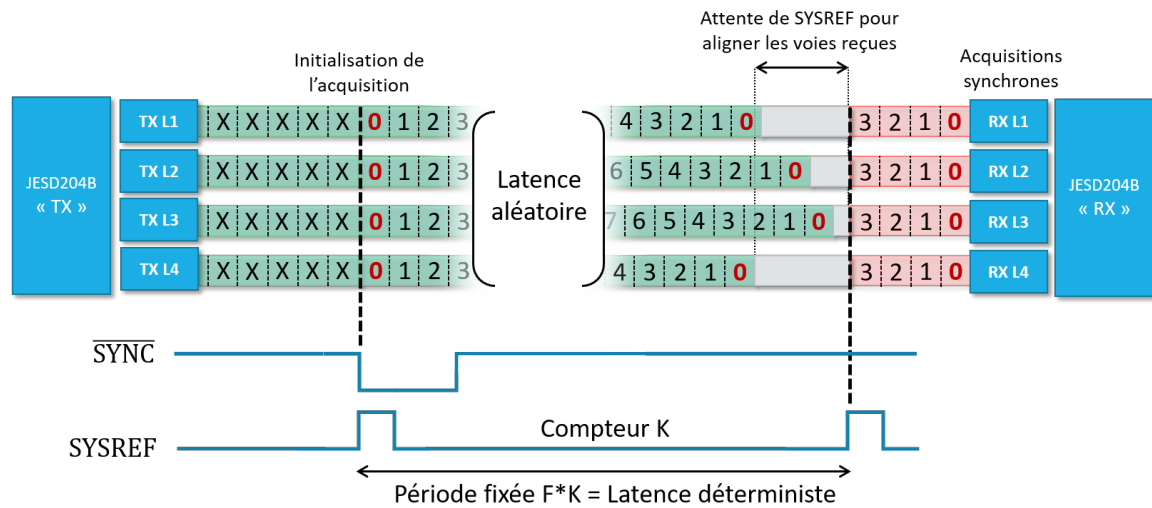 Attente de SYSREF pour
aligner les voies reçues
Initialisation de
l'acquisition
Acquisitions
synchrones
JESD204B
« TX »
TX L1 X X X X X 0 1 2 3
TX L2 X X X X X 0 1 2 3
TX L3 X X X X X 0 1 2 3
TX L4 X X X X X 0 1 2 3
Latence
aléatoire
4 3 2 1 0 3 2 1 0 RX L1
6 5 4 3 2 1 0 3 2 1 0 RX L2
7 6 5 4 3 2 1 0 3 2 1 0 RX L3
4 3 2 1 0 3 2 1 0 RX L4
JESD204B
« RX »
SYNC
SYSREF
Compteur K
Période fixée F*K = Latence déterministe